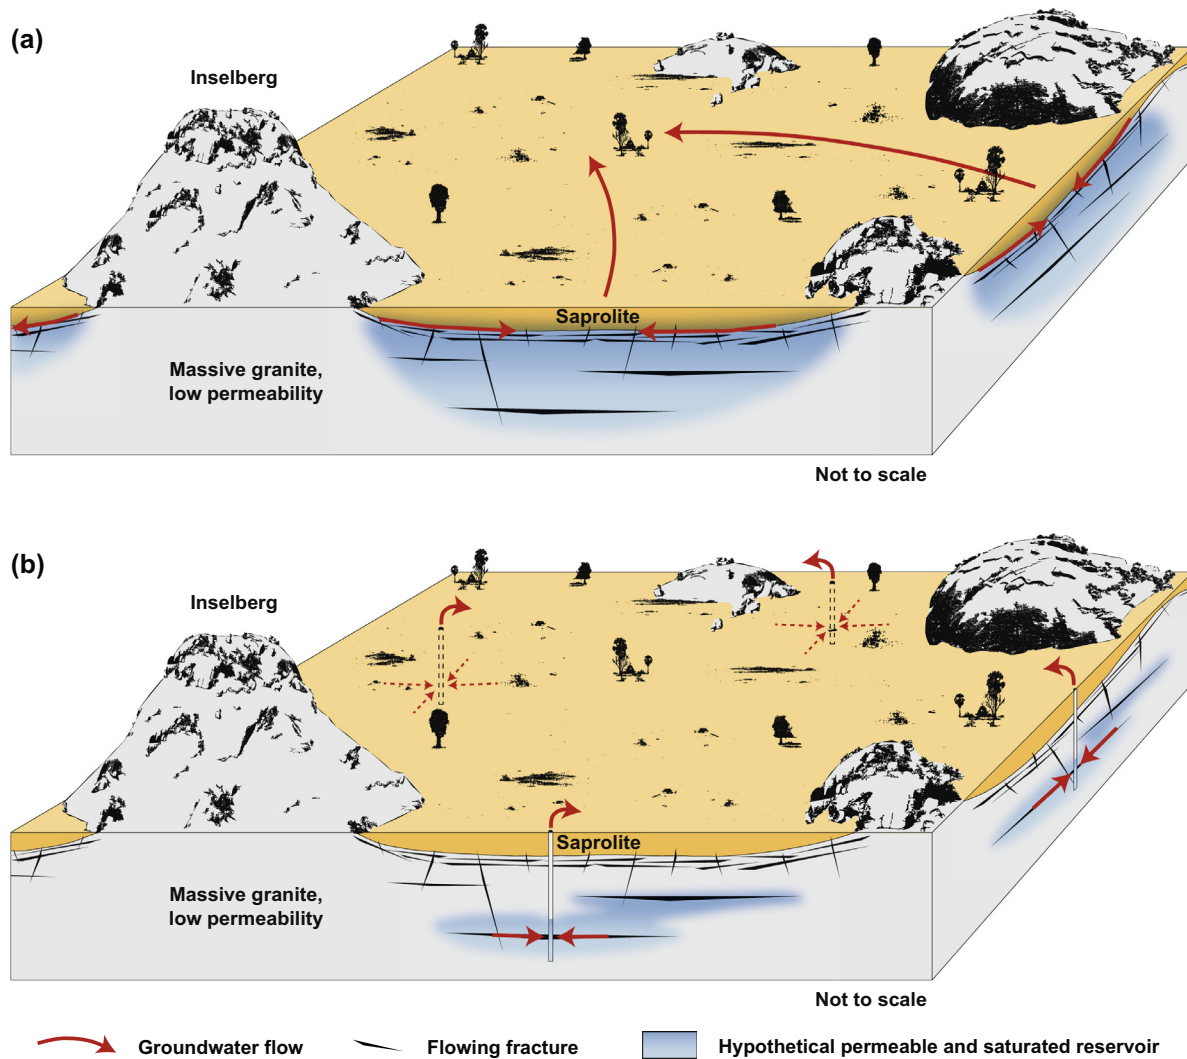 (a)
Inselberg
Saprolite
Massive granite,
low permeability
Not to scale
(b)
Inselberg
Saprolite
Massive granite,
low permeability
Not to scale
Groundwater flow
Flowing fracture
Hypothetical permeable and saturated reservoir